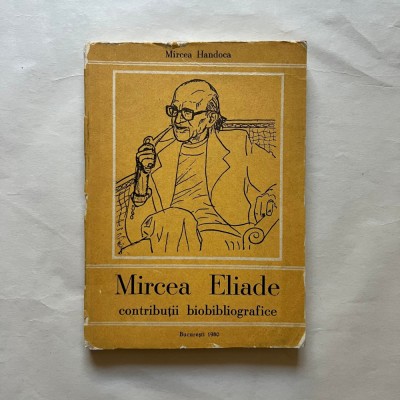 Mircea Handoca
Mircea Eliade
contribuții biobibliografice
București 1980